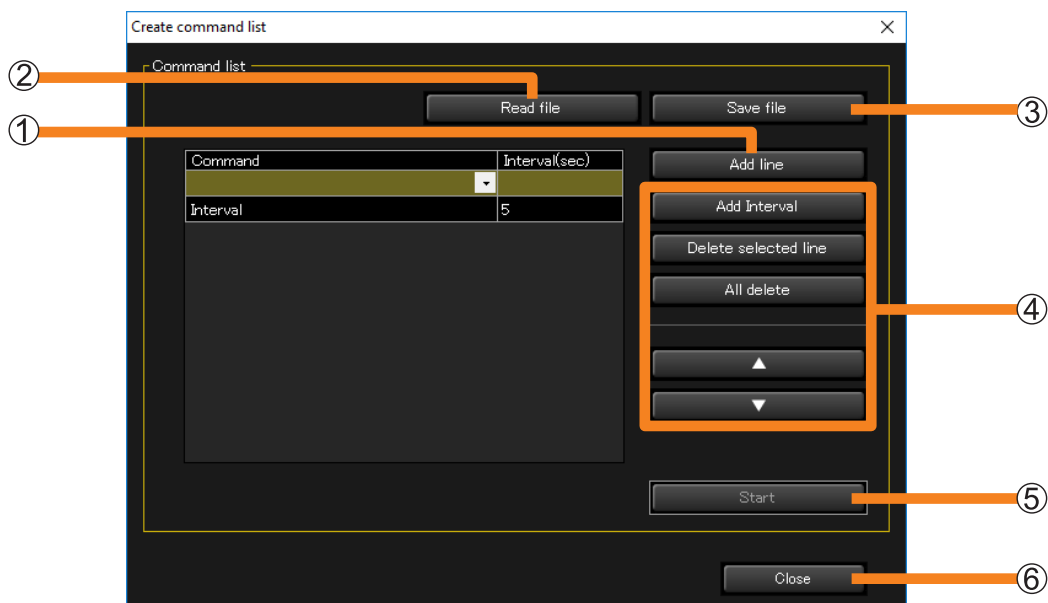 Create command list
Command list
② Read file Save file ③
① Command Interval(sec) Add line
Interval 5 Add Interval
Delete selected line
All delete
④
▲
▼
Start ⑤
Close ⑥